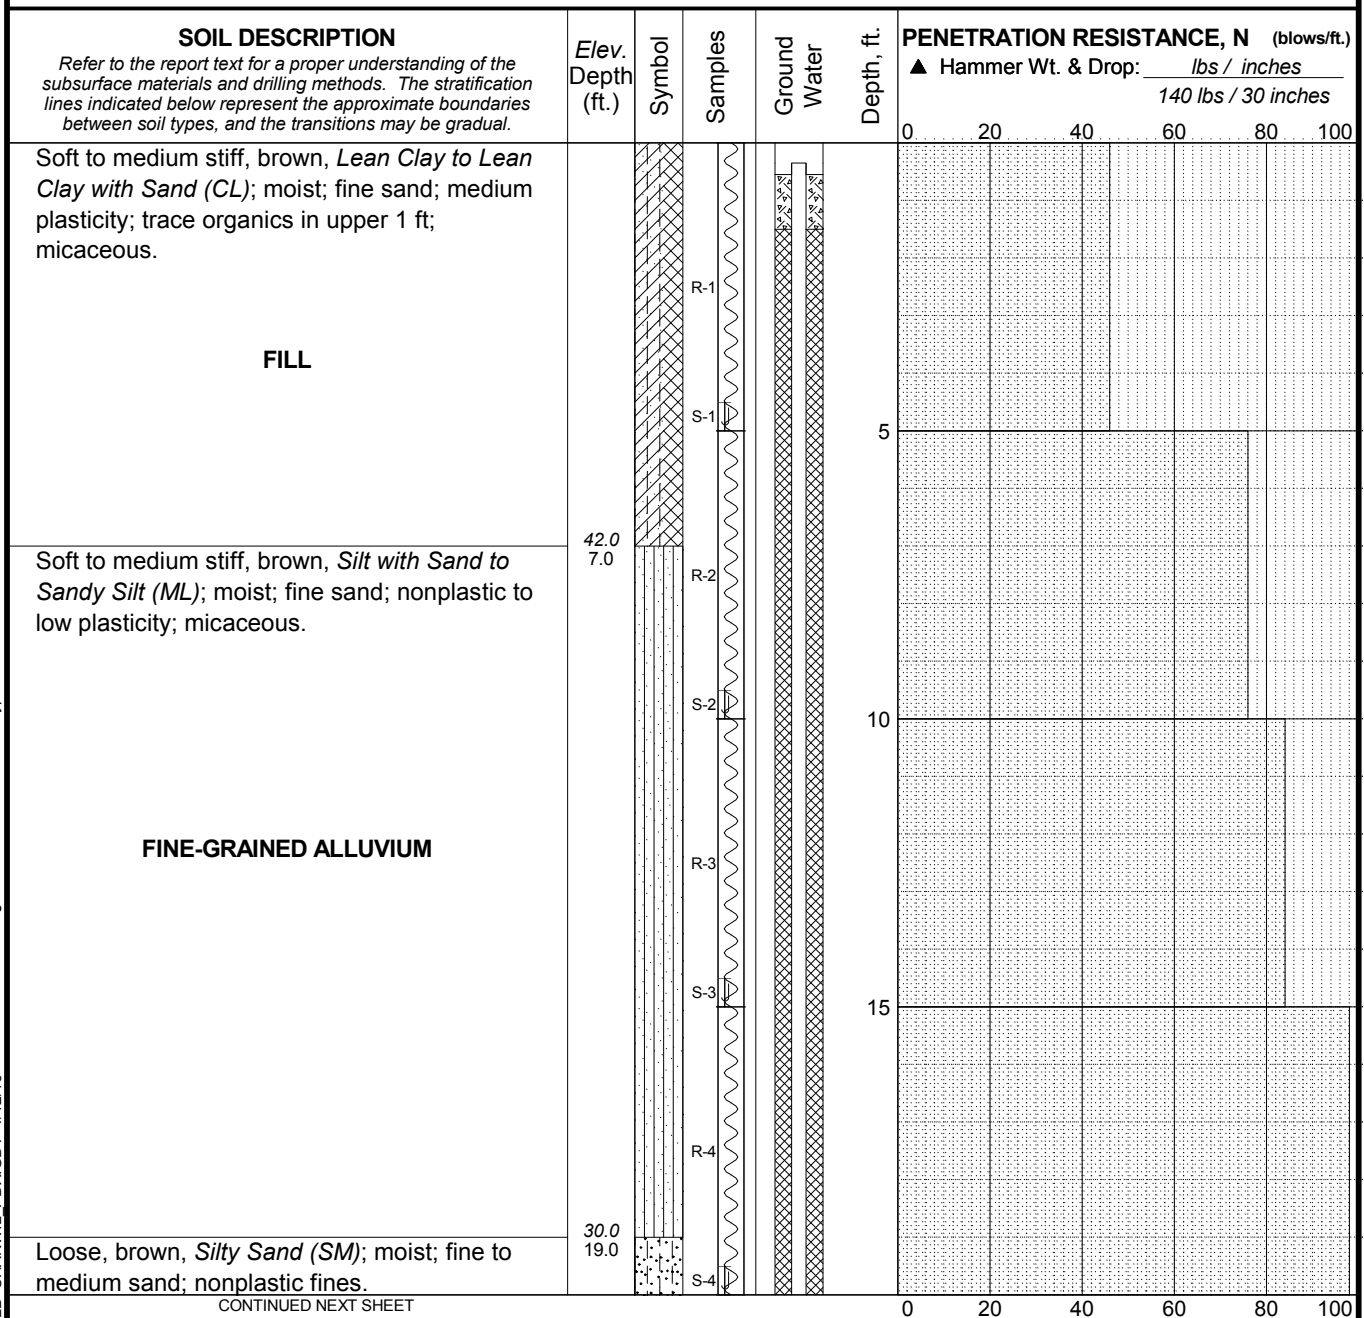 SOIL DESCRIPTION
Refer to the report text for a proper understanding of the
subsurface materials and drilling methods. The stratification
lines indicated below represent the approximate boundaries
between soil types, and the transitions may be gradual.
Elev.
Depth
(ft.)
Symbol
Samples
Ground
Water
Depth, ft.
PENETRATION RESISTANCE, N (blows/ft.)
▲ Hammer Wt. & Drop: lbs / inches
140 lbs / 30 inches
0 20 40 60 80 100
Soft to medium stiff, brown, Lean Clay to Lean
Clay with Sand (CL); moist; fine sand; medium
plasticity; trace organics in upper 1 ft;
micaceous.
R-1
FILL
S-1
5
42.0
7.0
Soft to medium stiff, brown, Silt with Sand to
Sandy Silt (ML); moist; fine sand; nonplastic to
low plasticity; micaceous.
R-2
S-2
10
FINE-GRAINED ALLUVIUM
R-3
S-3
15
R-4
30.0
19.0
Loose, brown, Silty Sand (SM); moist; fine to
medium sand; nonplastic fines.
S-4
CONTINUED NEXT SHEET
0 20 40 60 80 100